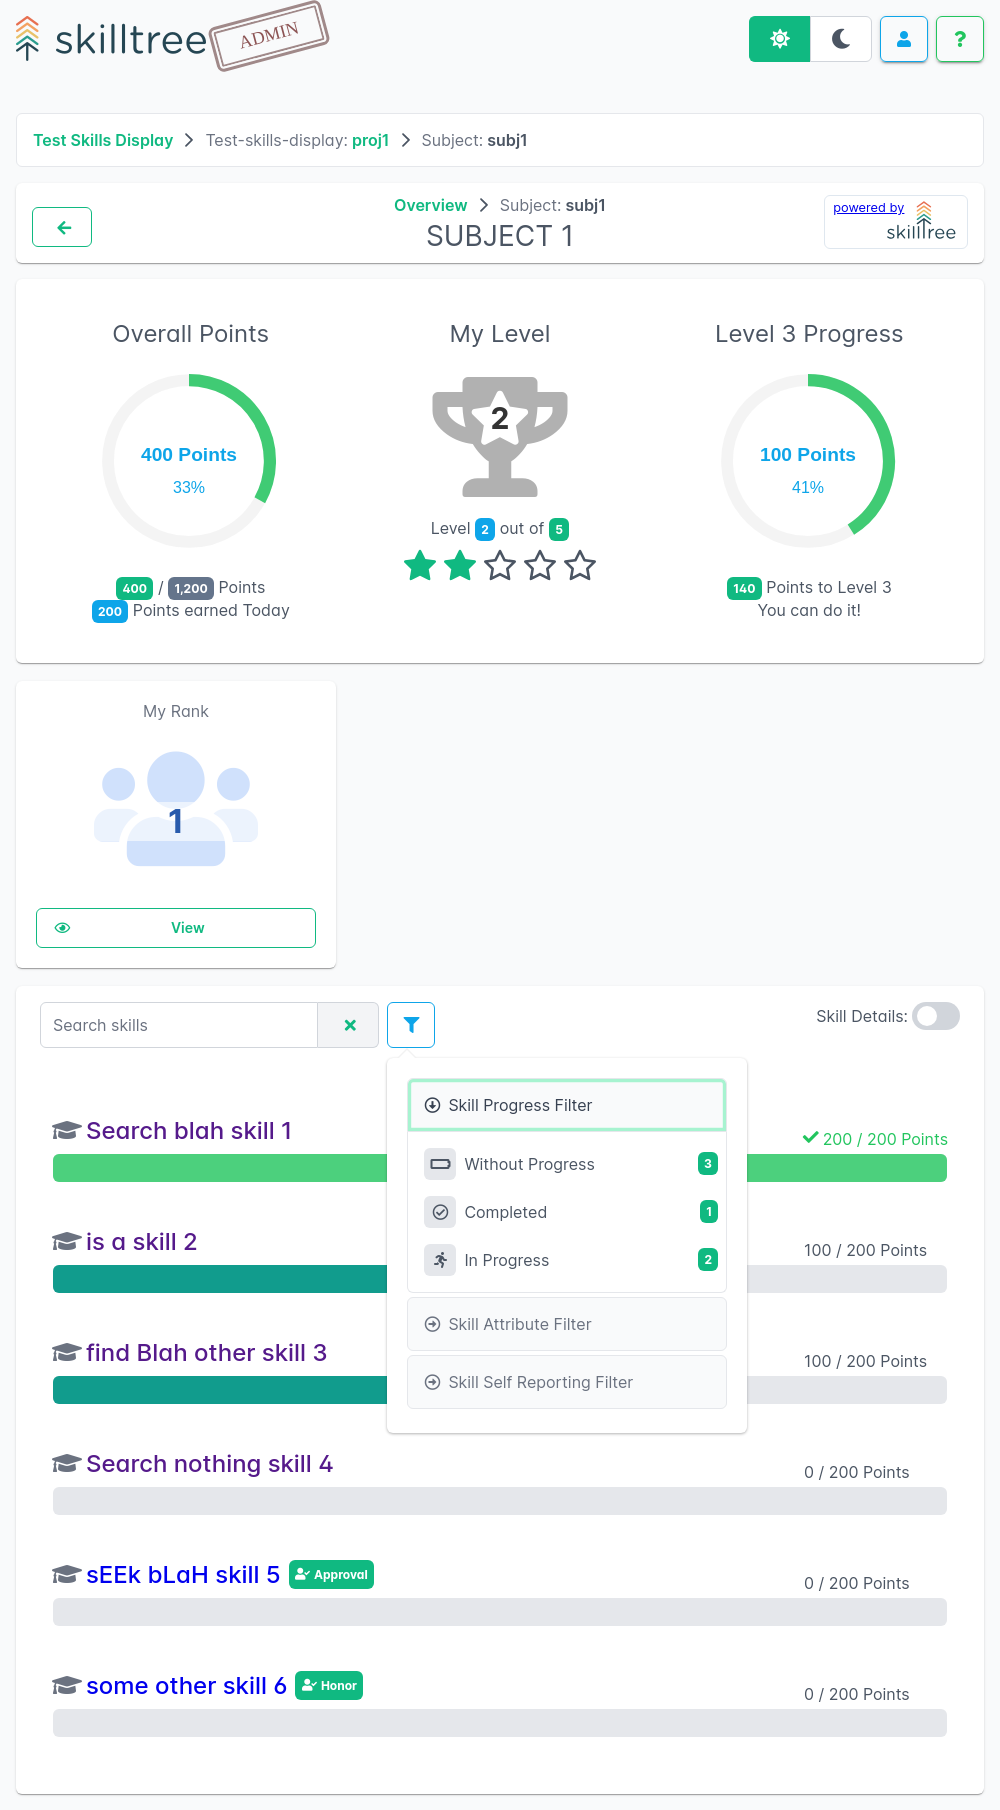 skilltree ADMIN
?
Test Skills Display Test-skills-display: proj1 Subject: subj1
Overview Subject: subj1
SUBJECT 1
powered by
skilltree
Overall Points
400 Points
33%
400 / 1,200 Points
200 Points earned Today
My Level
2
Level 2 out of 5
Level 3 Progress
100 Points
41%
140 Points to Level 3
You can do it!
My Rank
1
View
Search skills
Skill Details:
Skill Progress Filter
Without Progress 3
Completed 1
In Progress 2
Skill Attribute Filter
Skill Self Reporting Filter
Search blah skill 1
200 / 200 Points
is a skill 2
100 / 200 Points
find Blah other skill 3
100 / 200 Points
Search nothing skill 4
0 / 200 Points
sEEk bLaH skill 5 Approval
0 / 200 Points
some other skill 6 Honor
0 / 200 Points